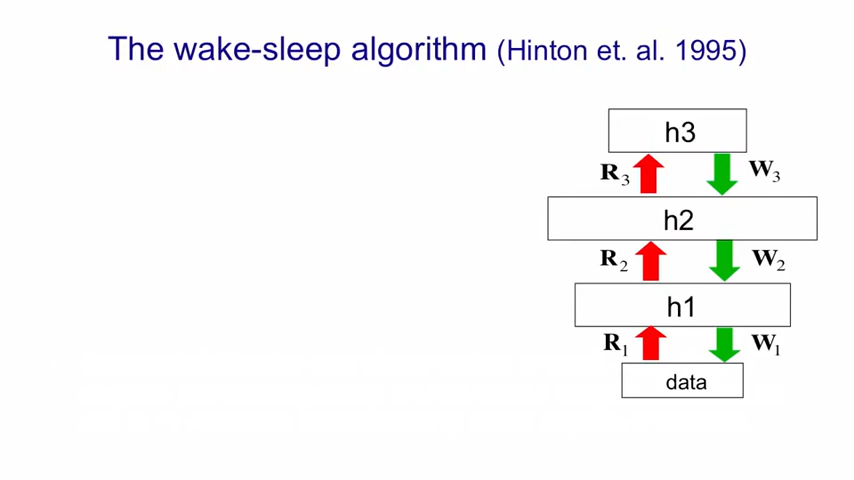 The wake-sleep algorithm (Hinton et. al. 1995)
h3
R3 W3
h2
R2 W2
h1
R1 W1
data